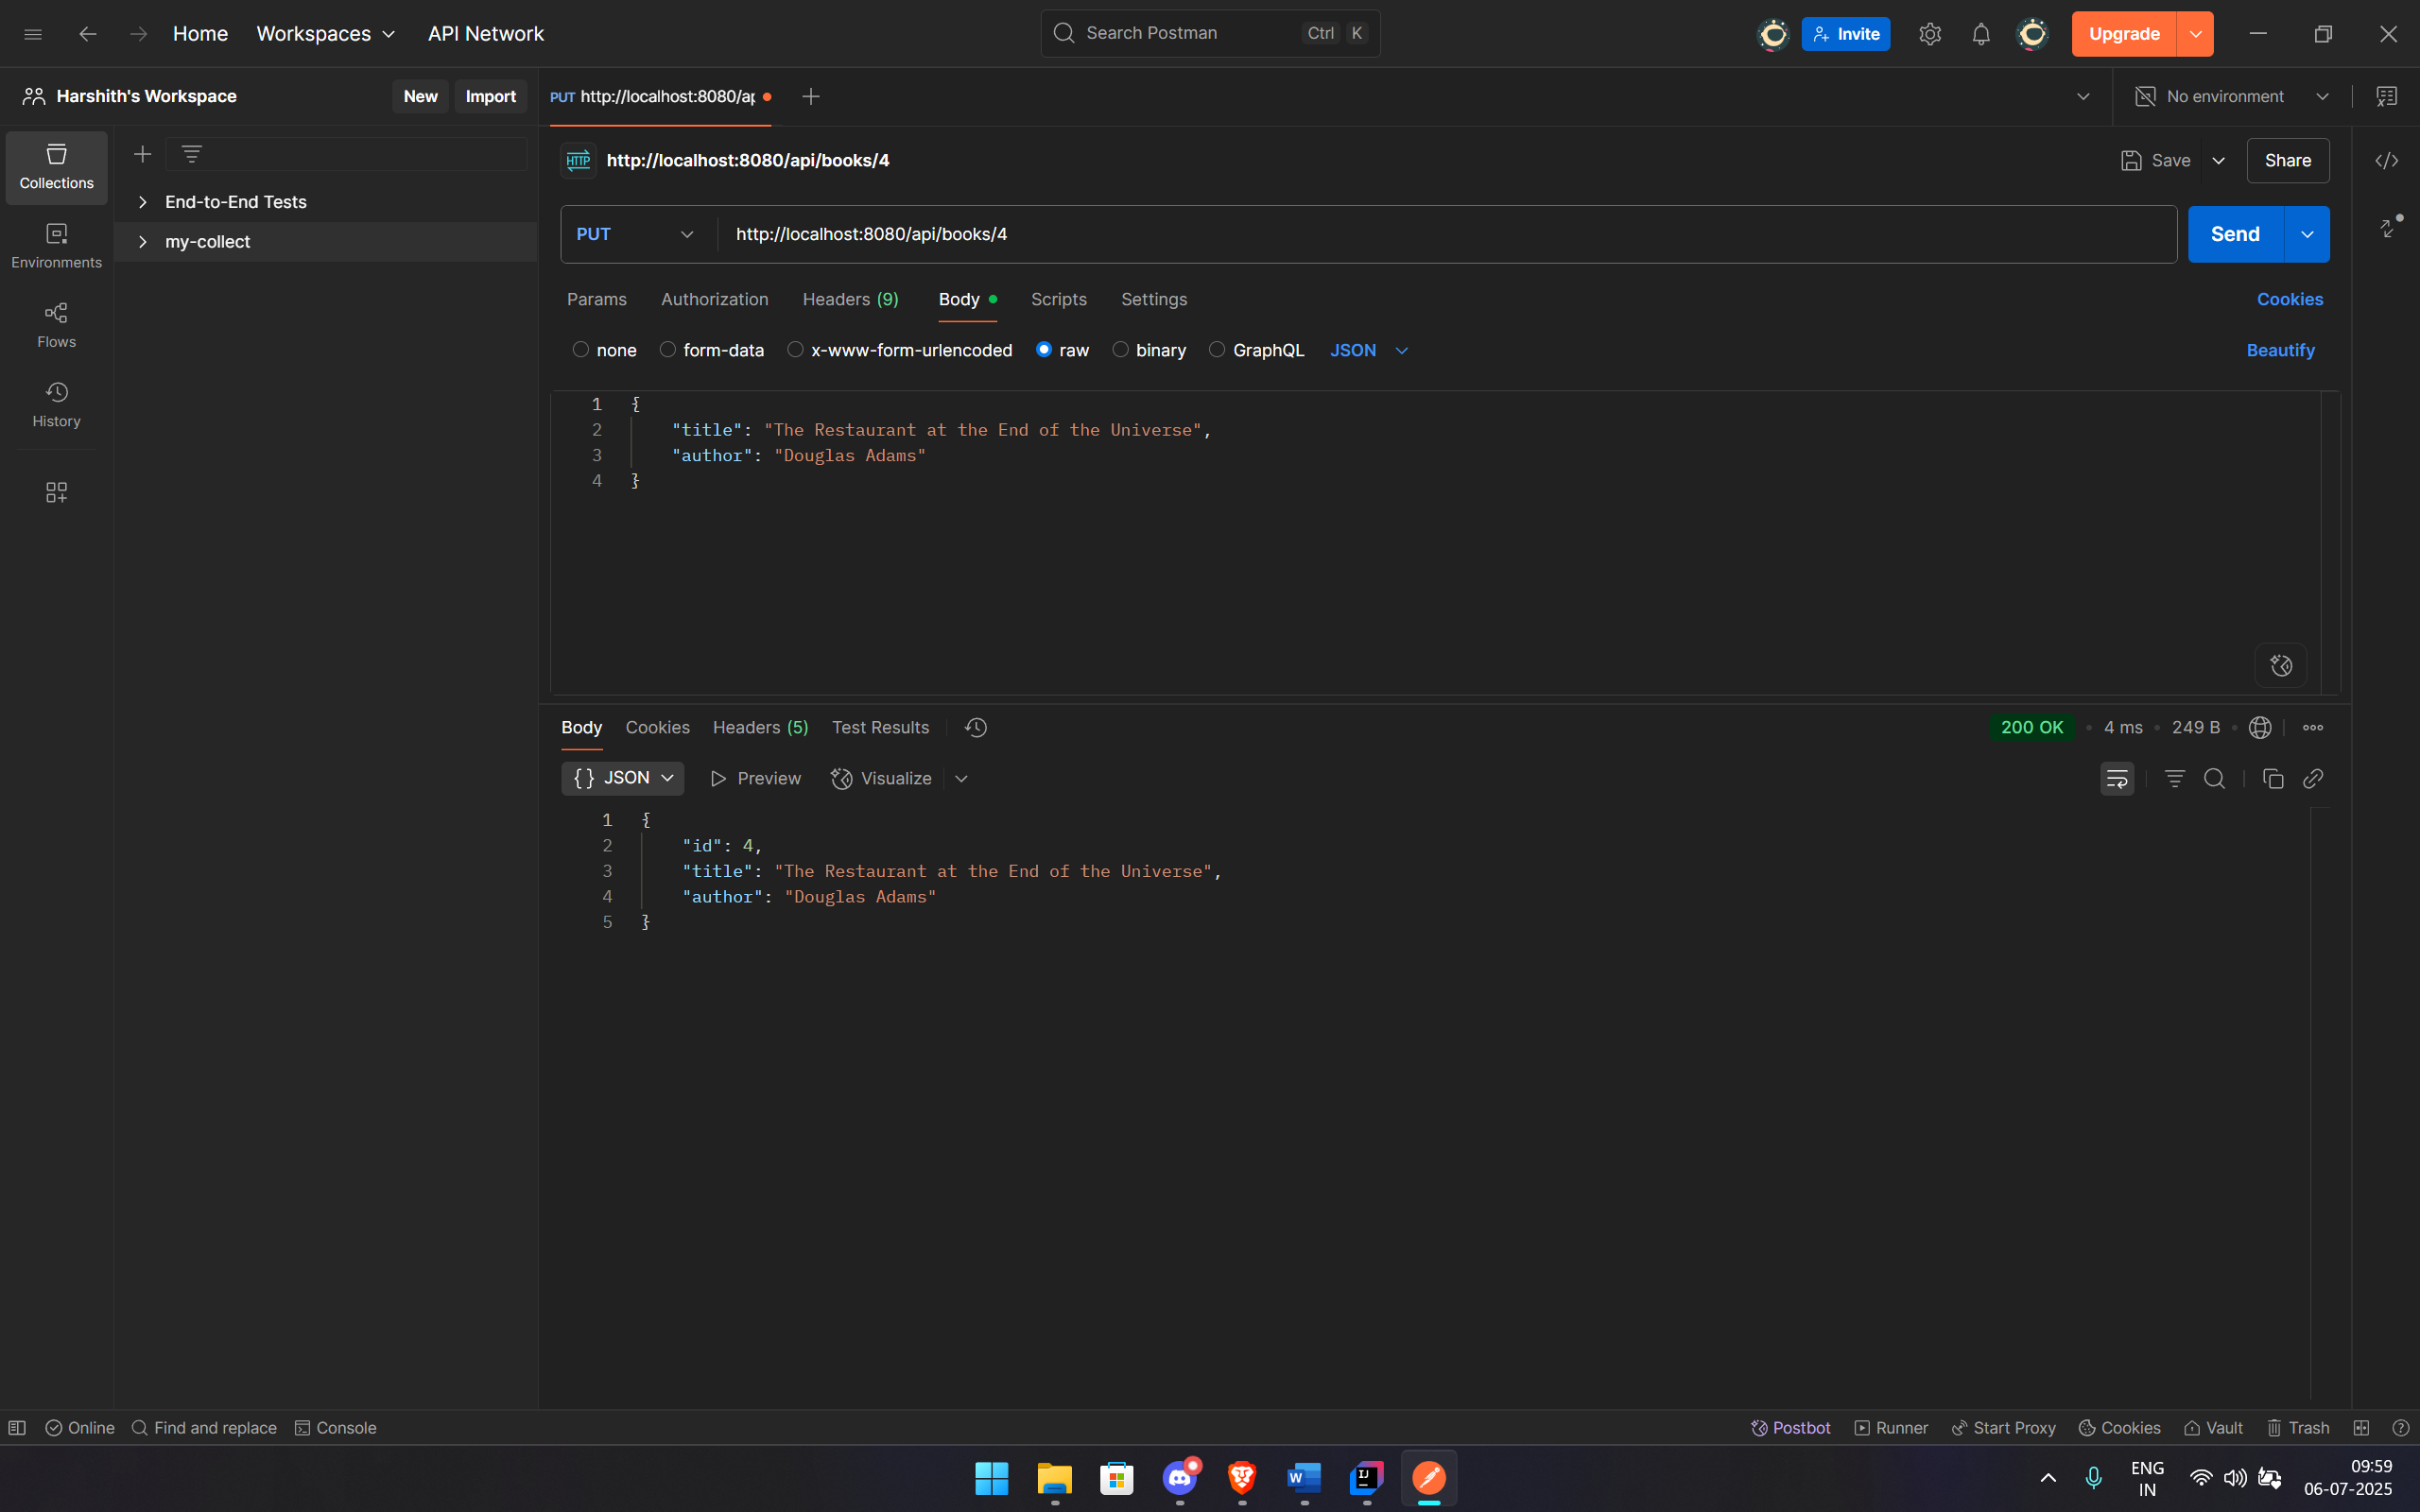 Home Workspaces API Network Search Postman Ctrl K Invite Upgrade
Harshith's Workspace New Import PUT http://localhost:8080/ap No environment
Collections
Environments
Flows
History
End-to-End Tests
my-collect
HTTP http://localhost:8080/api/books/4 Save Share
PUT http://localhost:8080/api/books/4 Send
Params Authorization Headers (9) Body Scripts Settings Cookies
none form-data x-www-form-urlencoded raw binary GraphQL JSON Beautify
1 {
2 "title": "The Restaurant at the End of the Universe",
3 "author": "Douglas Adams"
4 }
Body Cookies Headers (5) Test Results 200 OK • 4 ms • 249 B •
{} JSON Preview Visualize
1 {
2 "id": 4,
3 "title": "The Restaurant at the End of the Universe",
4 "author": "Douglas Adams"
5 }
Online Find and replace Console Postbot Runner Start Proxy Cookies Vault Trash
W IJ ENG 09:59
IN 06-07-2025